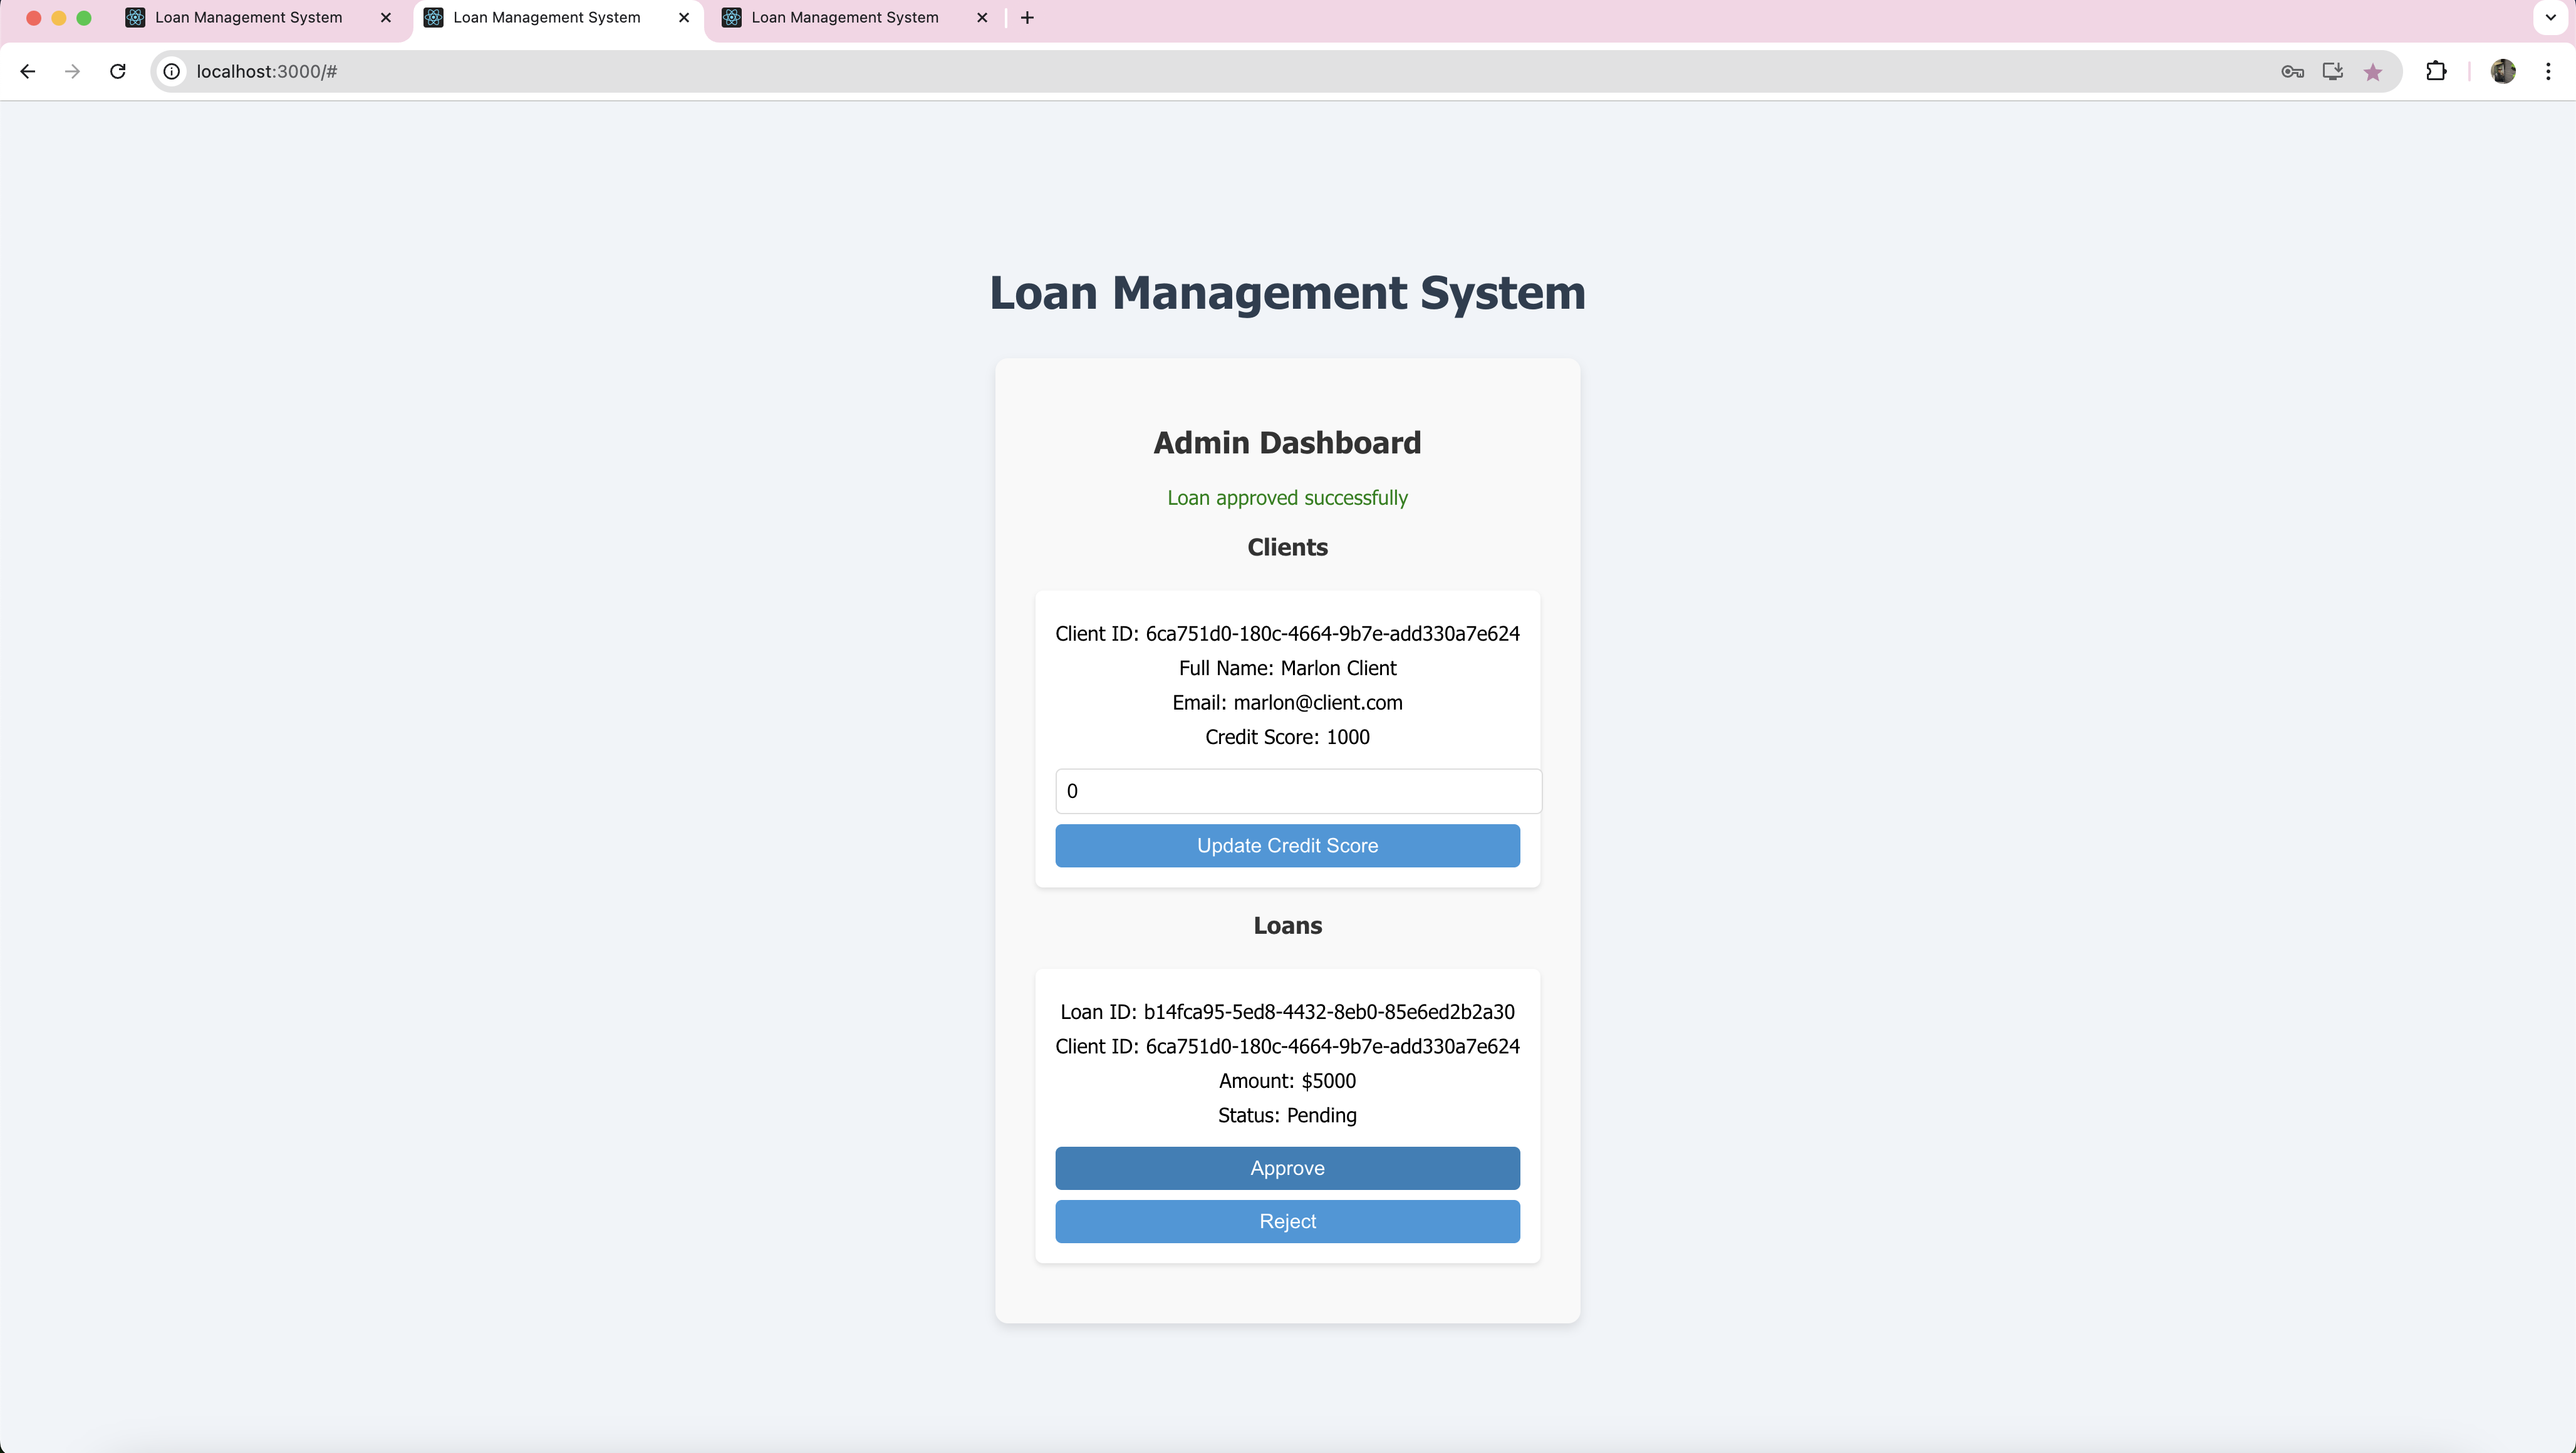 Loan Management System
Loan Management System
Loan Management System
localhost:3000/#
Loan Management System
Admin Dashboard
Loan approved successfully
Clients
Client ID: 6ca751d0-180c-4664-9b7e-add330a7e624
Full Name: Marlon Client
Email: marlon@client.com
Credit Score: 1000
0
Update Credit Score
Loans
Loan ID: b14fca95-5ed8-4432-8eb0-85e6ed2b2a30
Client ID: 6ca751d0-180c-4664-9b7e-add330a7e624
Amount: $5000
Status: Pending
Approve
Reject